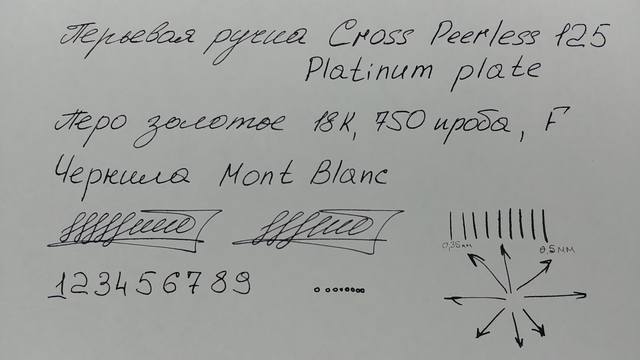 Перьевая ручка Cross Peerless 125
Platinum plate
Перо золотое 18K, 750 проба, F
Чернила Mont Blanc
0,35мм 0,5мм
123456789